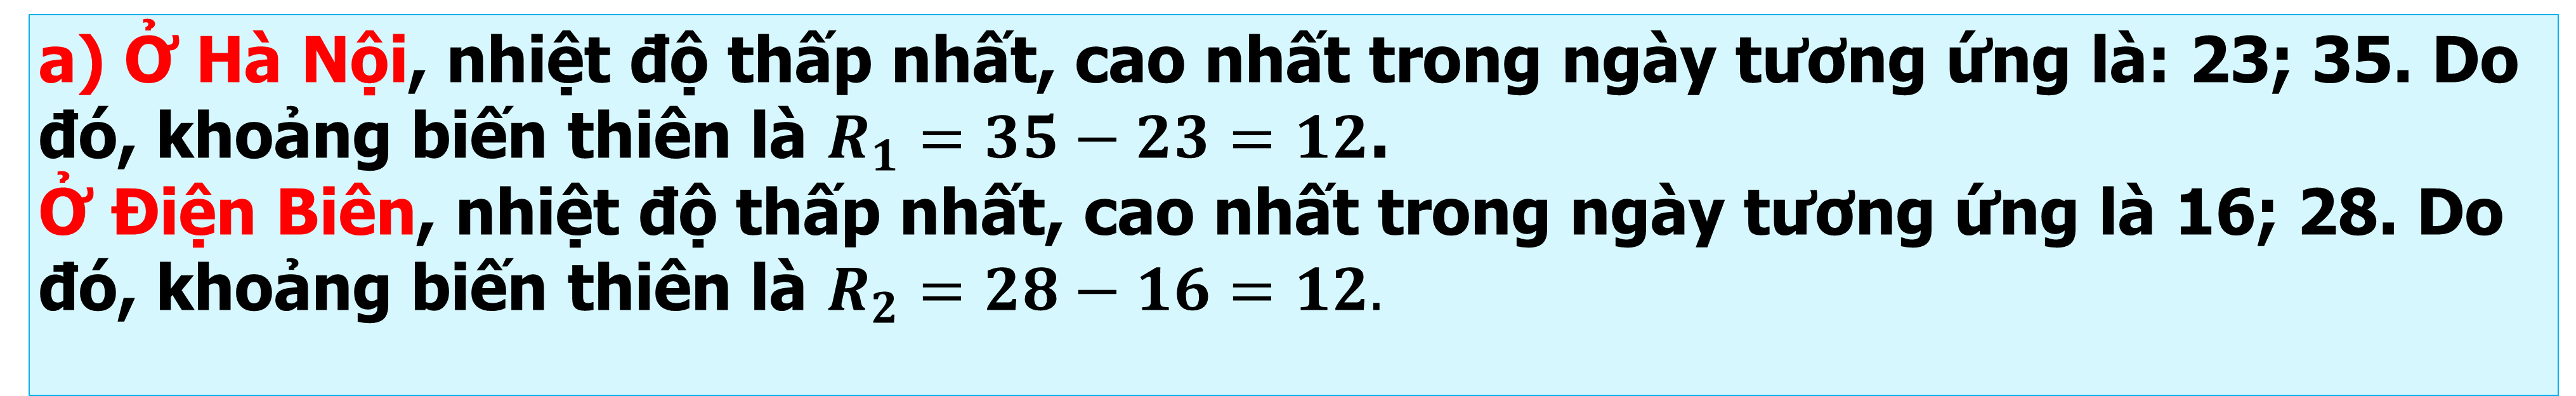 a) Ở Hà Nội, nhiệt độ thấp nhất, cao nhất trong ngày tương ứng là: 23; 35. Do
đó, khoảng biến thiên là R₁ = 35 − 23 = 12.
Ở Điện Biên, nhiệt độ thấp nhất, cao nhất trong ngày tương ứng là 16; 28. Do
đó, khoảng biến thiên là R₂ = 28 − 16 = 12.